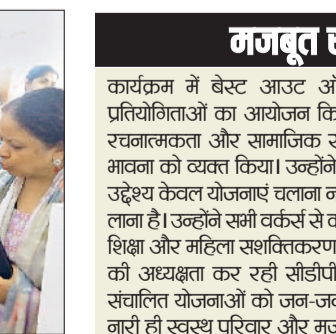 मजबूत
कार्यक्रम में बेस्ट आउट
प्रतियोगिताओं का आयोजन
रचनात्मकता और सामाजिक
भावना को व्यक्त किया। उन्होंने
उद्देश्य केवल योजनाएं चलाना
लाना है। उन्होंने सभी वर्कर्स से
शिक्षा और महिला सशक्तिकरण
की अध्यक्षता कर रही सीडीपी
संचालित योजनाओं को जन-जन
नारी ही स्वस्थ परिवार और